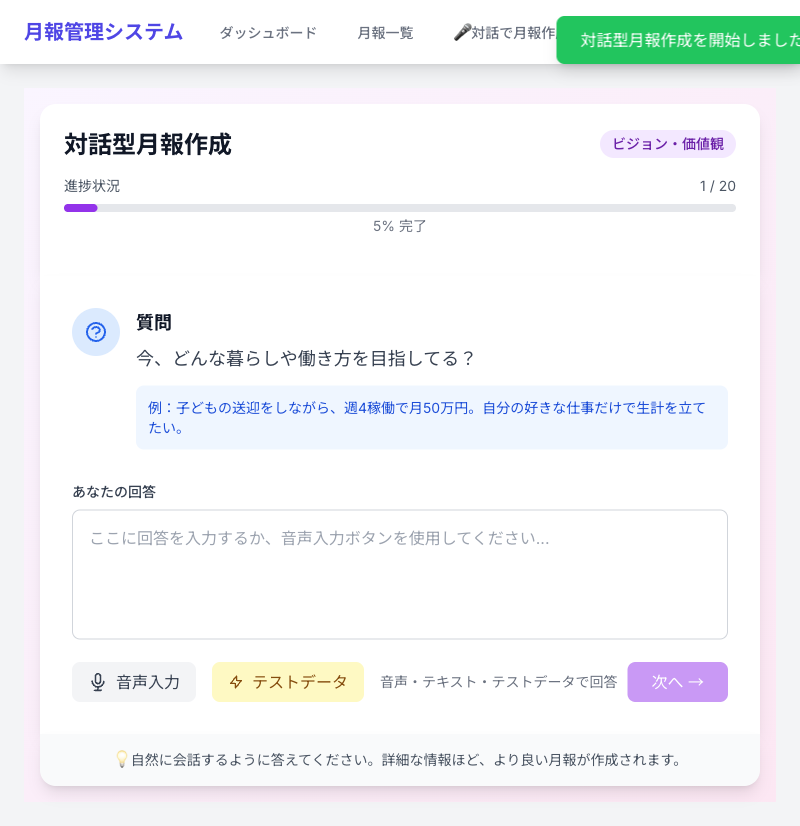 月報管理システム
ダッシュボード
月報一覧
🎤対話で月報作
対話型月報作成を開始しました
対話型月報作成
ビジョン・価値観
進捗状況
1 / 20
5% 完了
質問
今、どんな暮らしや働き方を目指してる？
例：子どもの送迎をしながら、週4稼働で月50万円。自分の好きな仕事だけで生計を立て
たい。
あなたの回答
ここに回答を入力するか、音声入力ボタンを使用してください...
音声入力
テストデータ
音声・テキスト・テストデータで回答
次へ →
💡自然に会話するように答えてください。詳細な情報ほど、より良い月報が作成されます。